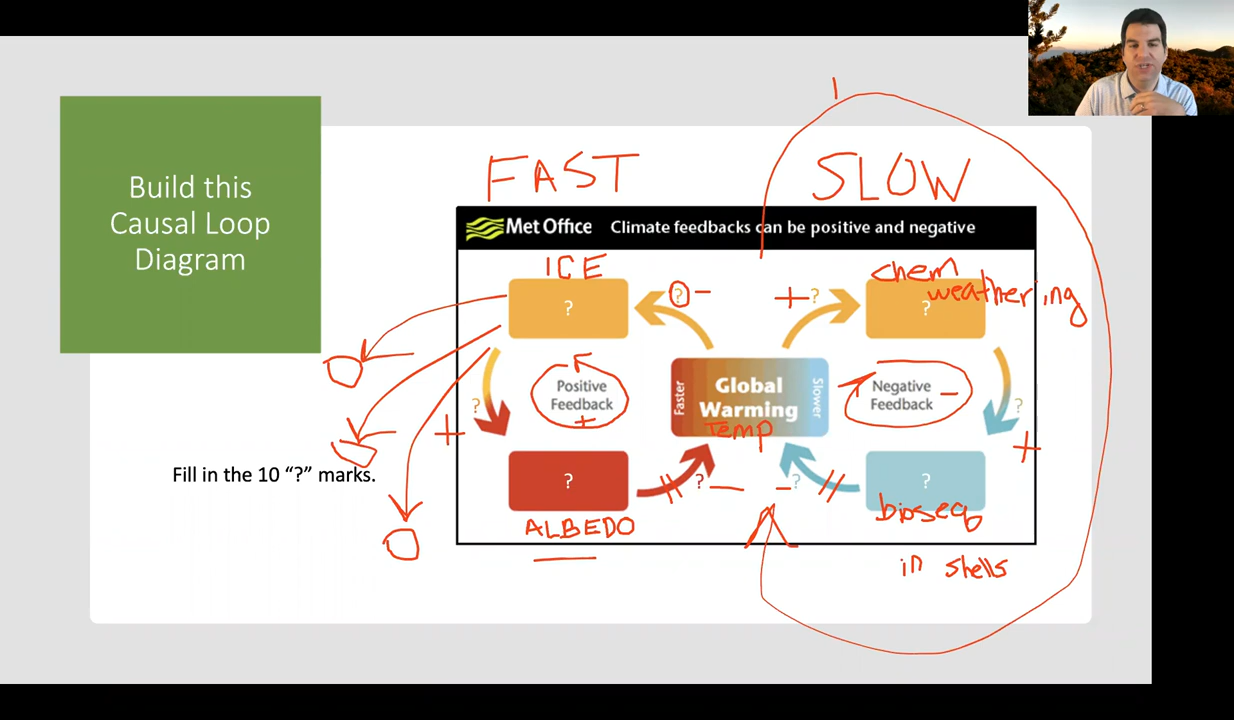 Build this
Causal Loop
Diagram
Fill in the 10 “?” marks.
FAST
SLOW
Met Office Climate feedbacks can be positive and negative
ICE
?
? -
+ ?
chem
weathering
?
?
+
Positive
Feedback
+
Faster
Global
Warming
Temp
Slower
Negative
Feedback -
?
+
?
ALBEDO
? -
- ?
?
bioseq
in shells